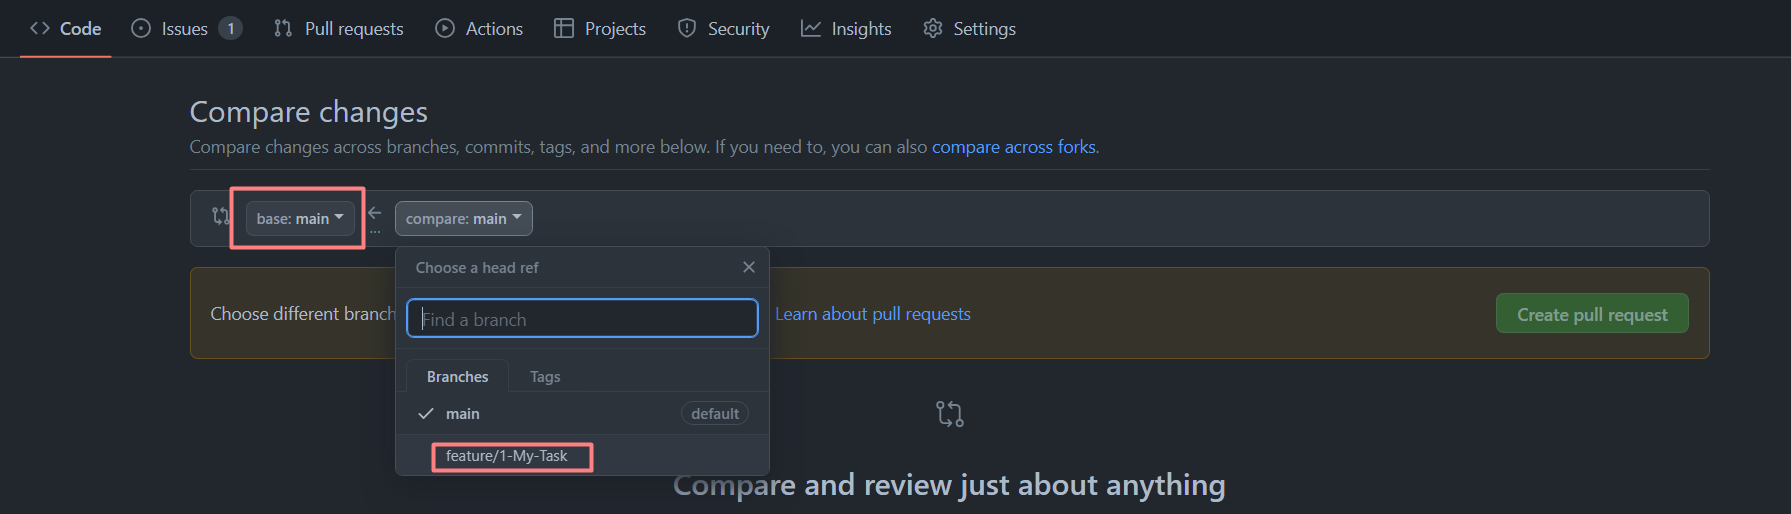 Code Issues 1 Pull requests Actions Projects Security Insights Settings
Compare changes
Compare changes across branches, commits, tags, and more below. If you need to, you can also compare across forks.
base: main compare: main
...
Choose a head ref
Choose different branch Learn about pull requests Create pull request
Find a branch
Branches Tags
main default
feature/1-My-Task
Compare and review just about anything